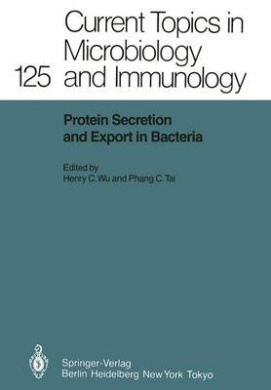 Current Topics in
125 Microbiology
and Immunology
Protein Secretion
and Export in Bacteria
Edited by
Henry C. Wu and Phang C. Tai
Springer-Verlag
Berlin Heidelberg New York Tokyo